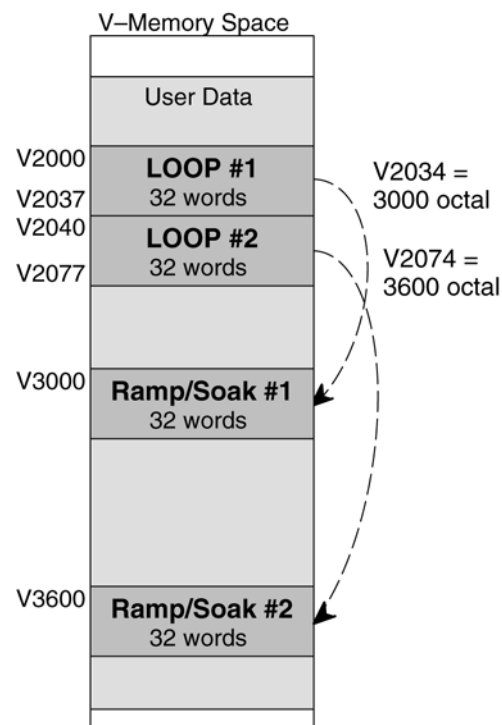 V–Memory Space
User Data
V2000
LOOP #1
V2037
32 words
V2040
LOOP #2
V2077
32 words
V2034 =
3000 octal
V2074 =
3600 octal
V3000
Ramp/Soak #1
32 words
V3600
Ramp/Soak #2
32 words